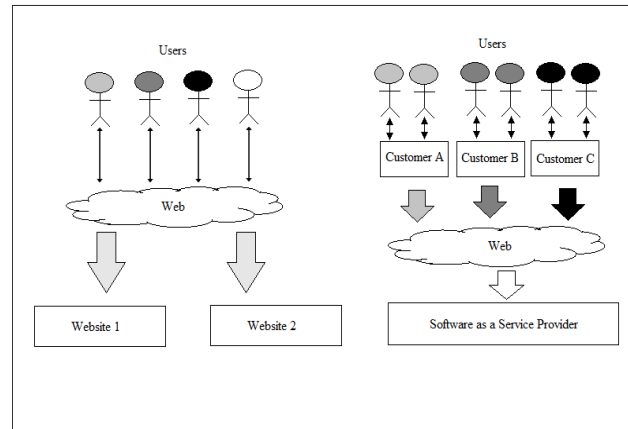 Users
Web
Website 1
Website 2
Users
Customer A
Customer B
Customer C
Web
Software as a Service Provider